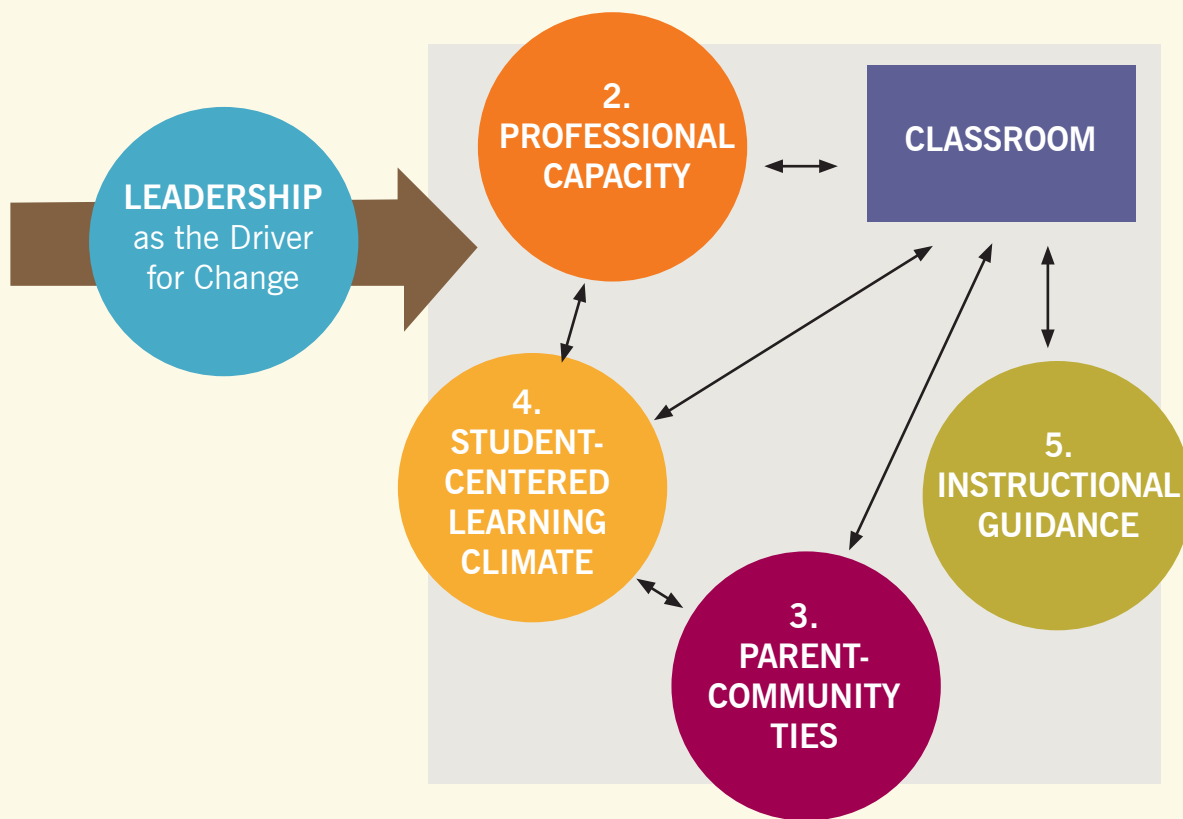 LEADERSHIP
as the Driver
for Change
2.
PROFESSIONAL
CAPACITY
CLASSROOM
4.
STUDENT-
CENTERED
LEARNING
CLIMATE
5.
INSTRUCTIONAL
GUIDANCE
3.
PARENT-
COMMUNITY
TIES